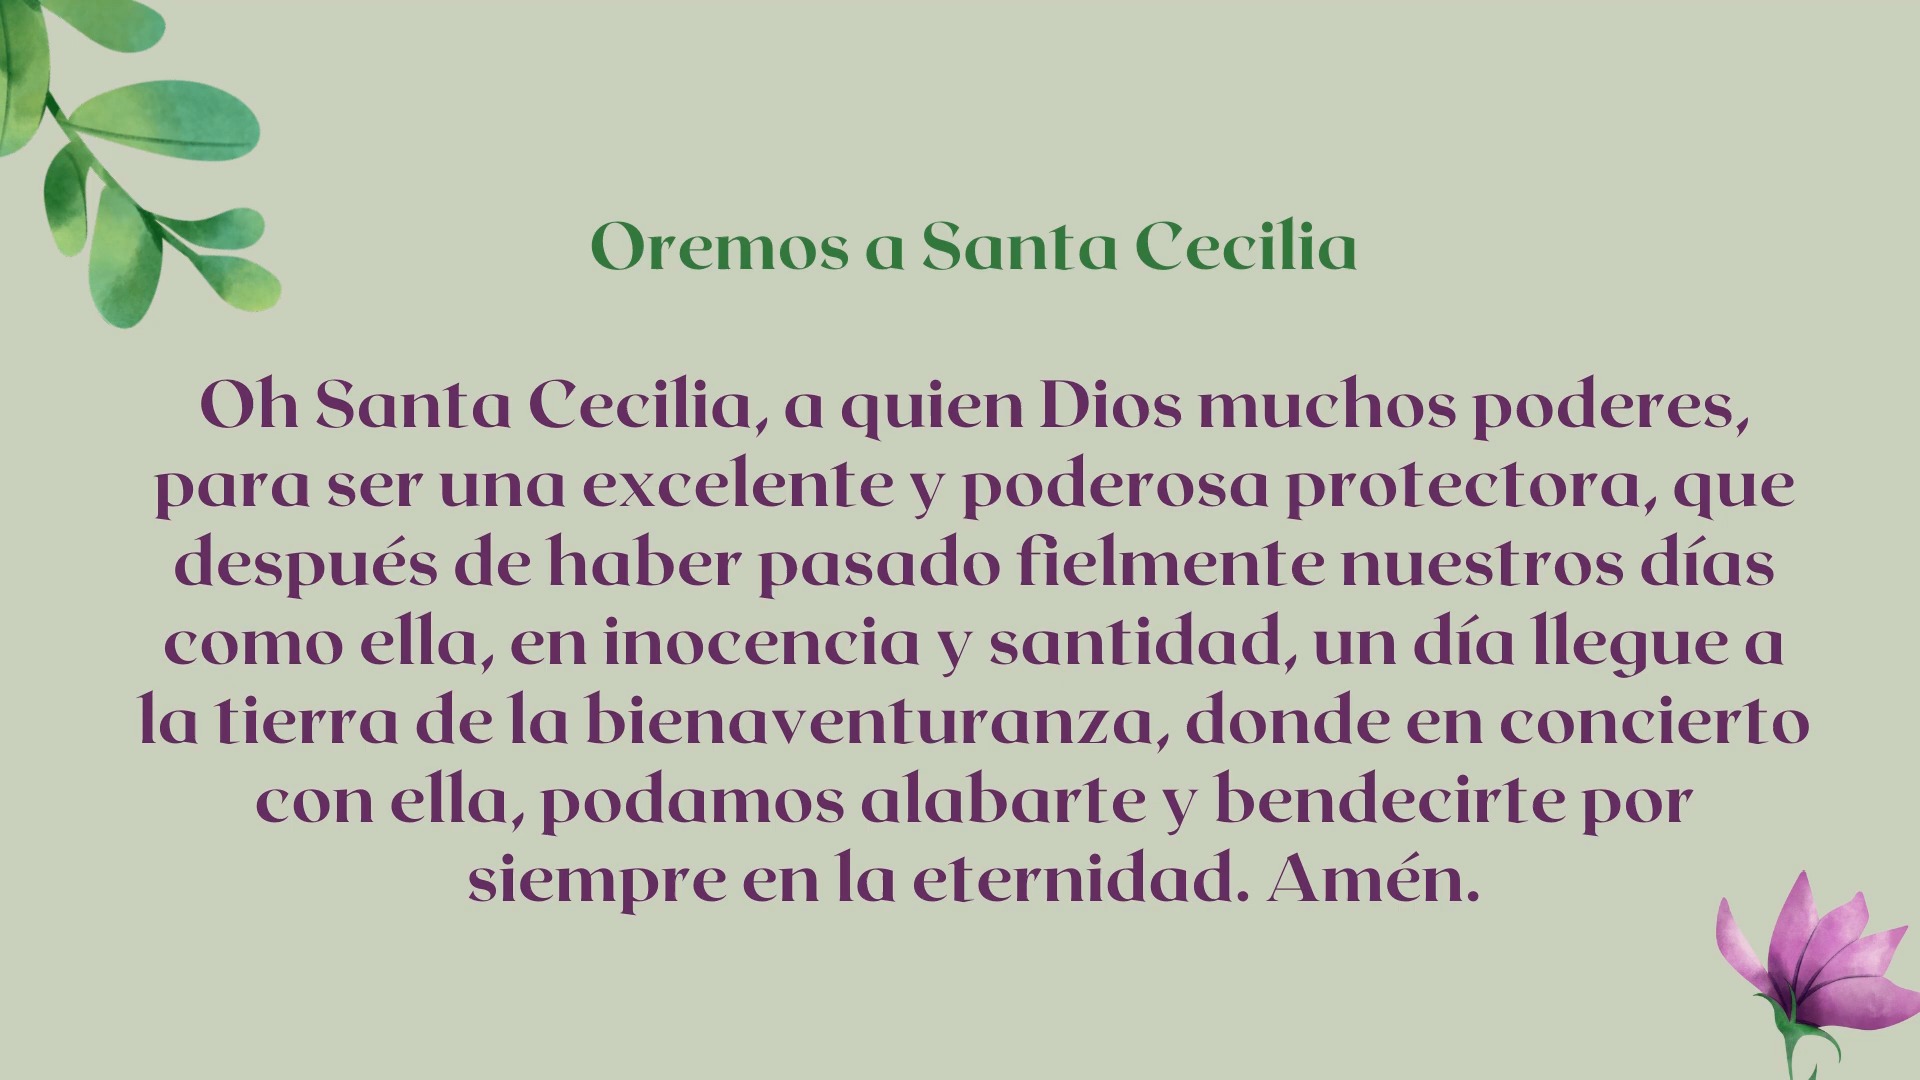 Oremos a Santa Cecilia
Oh Santa Cecilia, a quien Dios muchos poderes,
para ser una excelente y poderosa protectora, que
después de haber pasado fielmente nuestros días
como ella, en inocencia y santidad, un día llegue a
la tierra de la bienaventuranza, donde en concierto
con ella, podamos alabarte y bendecirte por
siempre en la eternidad. Amén.